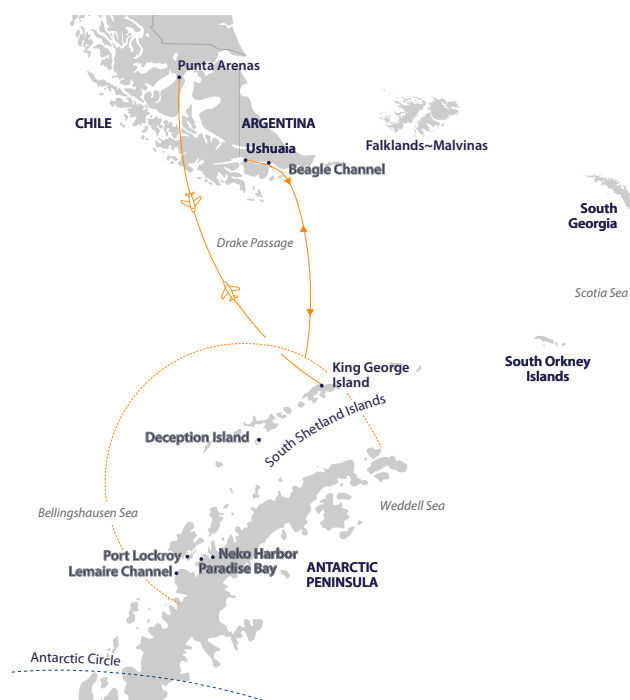 Punta Arenas
CHILE
ARGENTINA
Falklands~Malvinas
Ushuaia
Beagle Channel
South
Georgia
Drake Passage
Scotia Sea
King George
Island
South Orkney
Islands
South Shetland Islands
Deception Island
Weddell Sea
Bellingshausen Sea
Port Lockroy
Neko Harbor
Lemaire Channel
Paradise Bay
ANTARCTIC
PENINSULA
Antarctic Circle